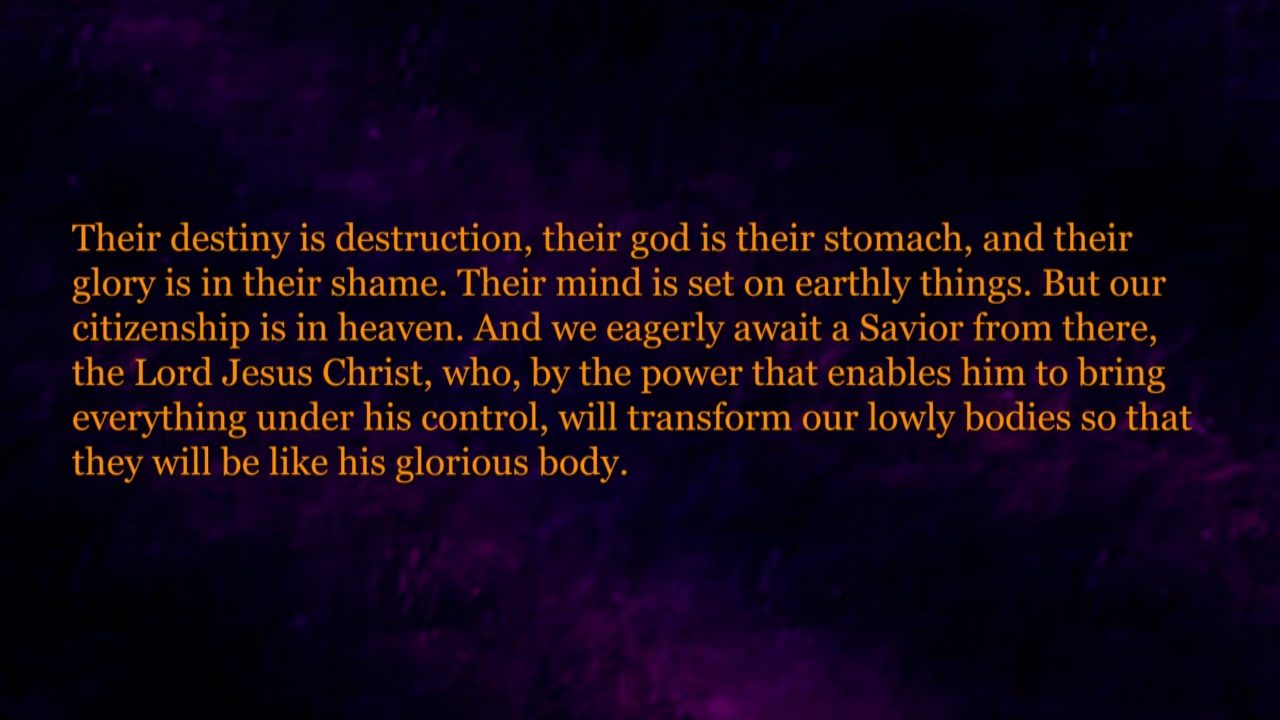 Their destiny is destruction, their god is their stomach, and their
glory is in their shame. Their mind is set on earthly things. But our
citizenship is in heaven. And we eagerly await a Savior from there,
the Lord Jesus Christ, who, by the power that enables him to bring
everything under his control, will transform our lowly bodies so that
they will be like his glorious body.